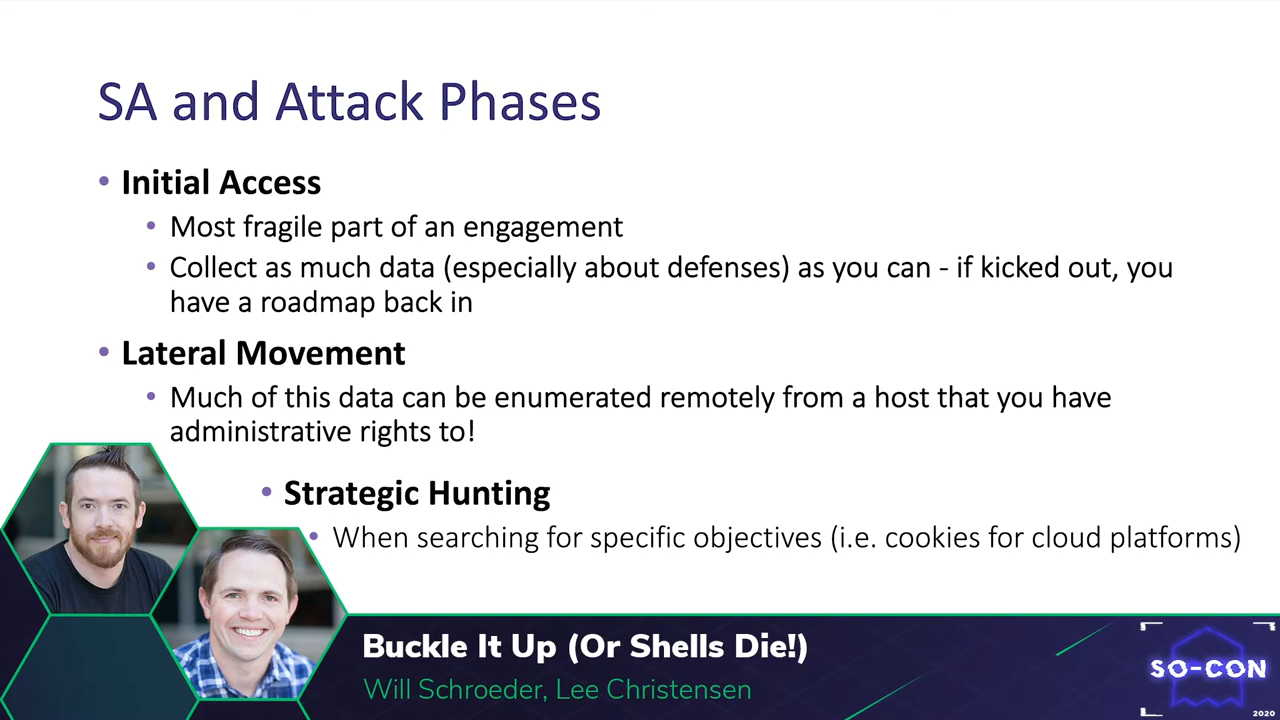 SA and Attack Phases
• Initial Access
• Most fragile part of an engagement
• Collect as much data (especially about defenses) as you can - if kicked out, you
have a roadmap back in
• Lateral Movement
• Much of this data can be enumerated remotely from a host that you have
administrative rights to!
• Strategic Hunting
• When searching for specific objectives (i.e. cookies for cloud platforms)
Buckle It Up (Or Shells Die!)
Will Schroeder, Lee Christensen
SO-CON
2020